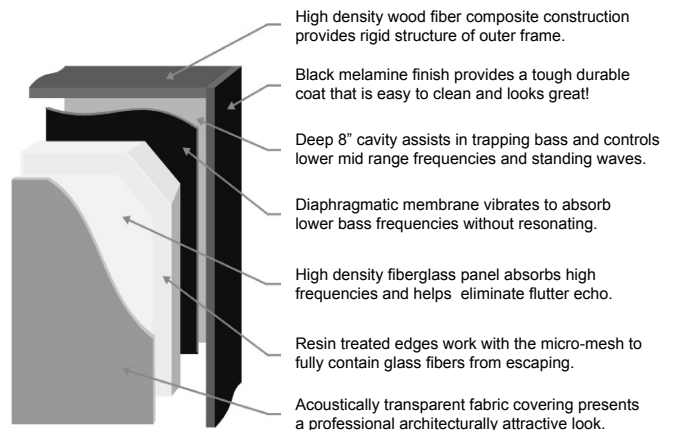 High density wood fiber composite construction
provides rigid structure of outer frame.
Black melamine finish provides a tough durable
coat that is easy to clean and looks great!
Deep 8” cavity assists in trapping bass and controls
lower mid range frequencies and standing waves.
Diaphragmatic membrane vibrates to absorb
lower bass frequencies without resonating.
High density fiberglass panel absorbs high
frequencies and helps  eliminate flutter echo.
Resin treated edges work with the micro-mesh to
fully contain glass fibers from escaping.
Acoustically transparent fabric covering presents
a professional architecturally attractive look.